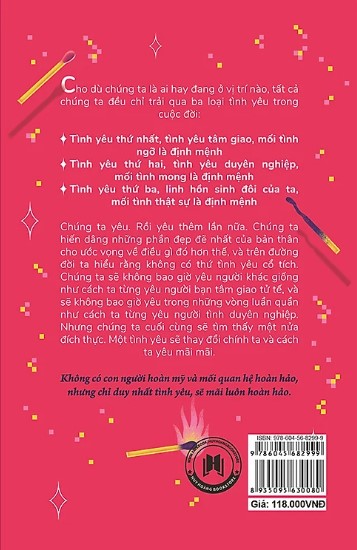 Cho dù chúng ta là ai hay đang ở vị trí nào, tất cả
chúng ta đều chỉ trải qua ba loại tình yêu trong
cuộc đời:
Tình yêu thứ nhất, tình yêu tâm giao, mối tình
ngỡ là định mệnh
Tình yêu thứ hai, tình yêu duyên nghiệp,
mối tình mong là định mệnh
Tình yêu thứ ba, linh hồn sinh đôi của ta,
mối tình thật sự là định mệnh
Chúng ta yêu. Rồi yêu thêm lần nữa. Chúng ta
hiến dâng những phần đẹp đẽ nhất của bản thân
cho ước vọng về điều gì đó hơn thế, và trên đường
đời ta hiểu rằng không có thứ tình yêu cổ tích.
Chúng ta sẽ không bao giờ yêu người khác giống
như cách ta từng yêu người bạn tâm giao tử tế, và
sẽ không bao giờ yêu trong những vòng luẩn quẩn
như cách ta từng yêu người tình duyên nghiệp.
Nhưng chúng ta cuối cùng sẽ tìm thấy một nửa
đích thực. Một tình yêu sẽ thay đổi chính ta và cách
ta yêu mãi mãi.
Không có con người hoàn mỹ và mối quan hệ hoàn hảo,
nhưng chỉ duy nhất tình yêu, sẽ mãi luôn hoàn hảo.
ISBN: 978-604-56-8299-9
9 786045 682999
8 935095 630080
Giá: 118.000VNĐ
HUY HOANG BOOKSTORE